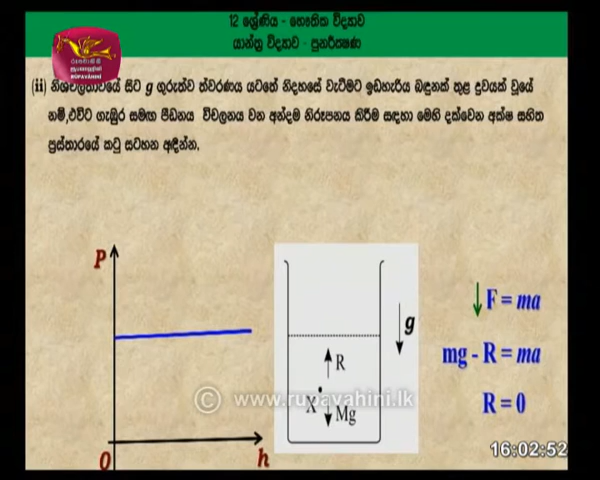 12 ශ්‍රේණිය - භෞතික විද්‍යාව
යාන්ත්‍ර විද්‍යාව - පුනරීක්ෂණ
රූපවාහිනී
RUPAVAHINI
(ii) නිශ්චලතාවයේ සිට g ගුරුත්ව ත්වරණය යටතේ නිදහසේ වැටීමට ඉඩහැරිය බඳුනක් තුළ ද්‍රවයක් වූයේ
නම්,එවිට ගැඹුර සමඟ පීඩනය විචලනය වන අන්දම නිරූපනය කිරීම සඳහා මෙහි දක්වෙන අක්ෂ සහිත
ප්‍රස්තාරයේ කටු සටහන අඳින්න.
P
0
h
g
R
X
Mg
F = ma
mg - R = ma
R = 0
© www.rupavahini.lk
16:02:52